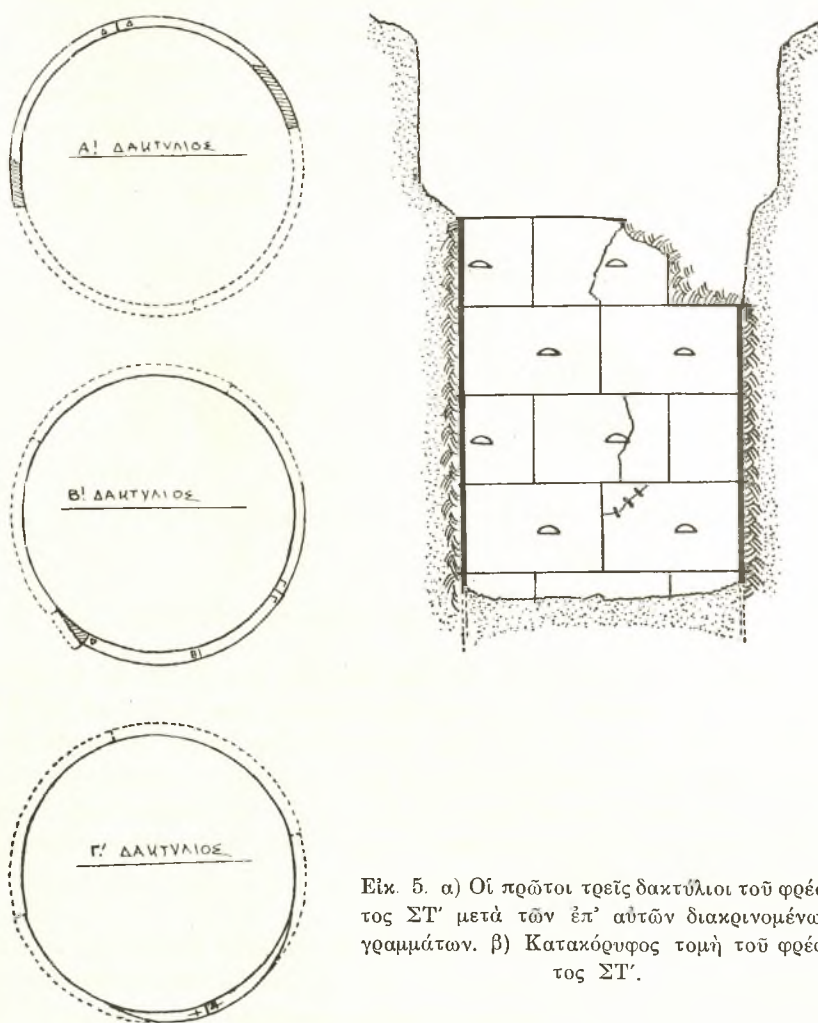 Δ Δ
Α! ΔΑΚΤΥΛΙΟΣ
Β! ΔΑΚΤΥΛΙΟΣ
Γ Γ
Δ
Β
Γ! ΔΑΚΤΥΛΙΟΣ
Εἰκ. 5. α) Οἱ πρῶτοι τρεῖς δακτύλιοι τοῦ φρέα
τος ΣΤ′ μετὰ τῶν ἐπ’ αὐτῶν διακρινομένω
γραμμάτων. β) Κατακόρυφος τομὴ τοῦ φρέα
τος ΣΤ′.